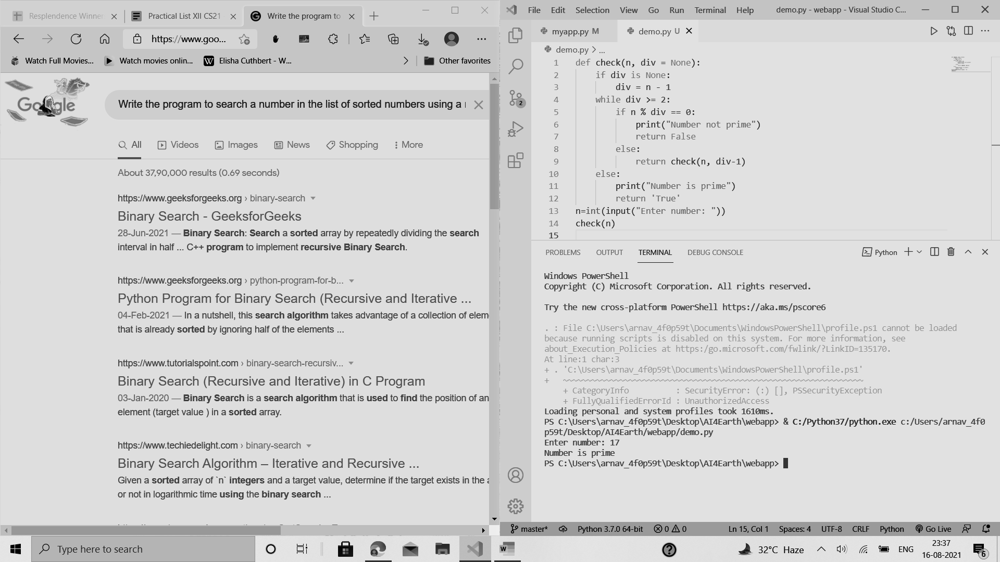 Resplendence Winner
Practical List XII CS21
Write the program to
https://www.goo...
Watch Full Movies...
Watch movies onlin...
Elisha Cuthbert - W...
Other favorites
Google
Write the program to search a number in the list of sorted numbers using a
All
Videos
Images
News
Shopping
More
About 37,90,000 results (0.69 seconds)
https://www.geeksforgeeks.org › binary-search
Binary Search - GeeksforGeeks
28-Jun-2021 — Binary Search: Search a sorted array by repeatedly dividing the search
interval in half ... C++ program to implement recursive Binary Search.
https://www.geeksforgeeks.org › python-program-for-b...
Python Program for Binary Search (Recursive and Iterative ...
04-Feb-2021 — In a nutshell, this search algorithm takes advantage of a collection of elem
that is already sorted by ignoring half of the elements ...
https://www.tutorialspoint.com › binary-search-recursiv...
Binary Search (Recursive and Iterative) in C Program
03-Jan-2020 — Binary Search is a search algorithm that is used to find the position of an
element (target value ) in a sorted array.
https://www.techiedelight.com › binary-search
Binary Search Algorithm – Iterative and Recursive ...
Given a sorted array of `n` integers and a target value, determine if the target exists in the a
or not in logarithmic time using the binary search ...
File Edit Selection View Go Run Terminal Help
demo.py - webapp - Visual Studio C...
myapp.py M
demo.py U
demo.py > ...
2
1 def check(n, div = None):
2 if div is None:
3 div = n - 1
4 while div >= 2:
5 if n % div == 0:
6 print("Number not prime")
7 return False
8 else:
9 return check(n, div-1)
10 else:
11 print("Number is prime")
12 return 'True'
13 n=int(input("Enter number: "))
14 check(n)
15
PROBLEMS OUTPUT TERMINAL DEBUG CONSOLE
Python
Windows PowerShell
Copyright (C) Microsoft Corporation. All rights reserved.
Try the new cross-platform PowerShell https://aka.ms/pscore6
. : File C:\Users\arnav_4f0p59t\Documents\WindowsPowerShell\profile.ps1 cannot be loaded
because running scripts is disabled on this system. For more information, see
about_Execution_Policies at https:/go.microsoft.com/fwlink/?LinkID=135170.
At line:1 char:3
+ . 'C:\Users\arnav_4f0p59t\Documents\WindowsPowerShell\profile.ps1'
+ ~~~~~~~~~~~~~~~~~~~~~~~~~~~~~~~~~~~~~~~~~~~~~~~~~~~~~~~~~~~~~~~~
+ CategoryInfo : SecurityError: (:) [], PSSecurityException
+ FullyQualifiedErrorId : UnauthorizedAccess
Loading personal and system profiles took 1610ms.
PS C:\Users\arnav_4f0p59t\Desktop\AI4Earth\webapp> & C:/Python37/python.exe c:/Users/arnav_4f0
p59t/Desktop/AI4Earth/webapp/demo.py
Enter number: 17
Number is prime
PS C:\Users\arnav_4f0p59t\Desktop\AI4Earth\webapp>
master* Python 3.7.0 64-bit 0 0 Ln 15, Col 1 Spaces: 4 UTF-8 CRLF Python Go Live
Type here to search
W
32°C Haze
ENG
23:37
16-08-2021
6